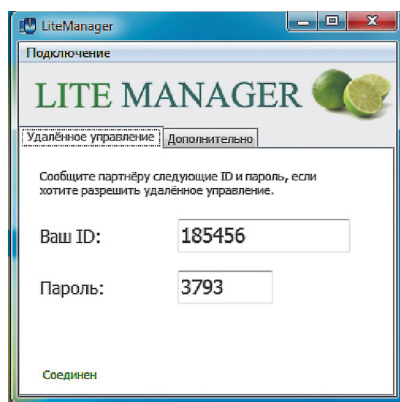 LiteManager
Подключение
LITE MANAGER
Удалённое управление Дополнительно
Сообщите партнёру следующие ID и пароль, если
хотите разрешить удалённое управление.
Ваш ID: 185456
Пароль: 3793
Соединен